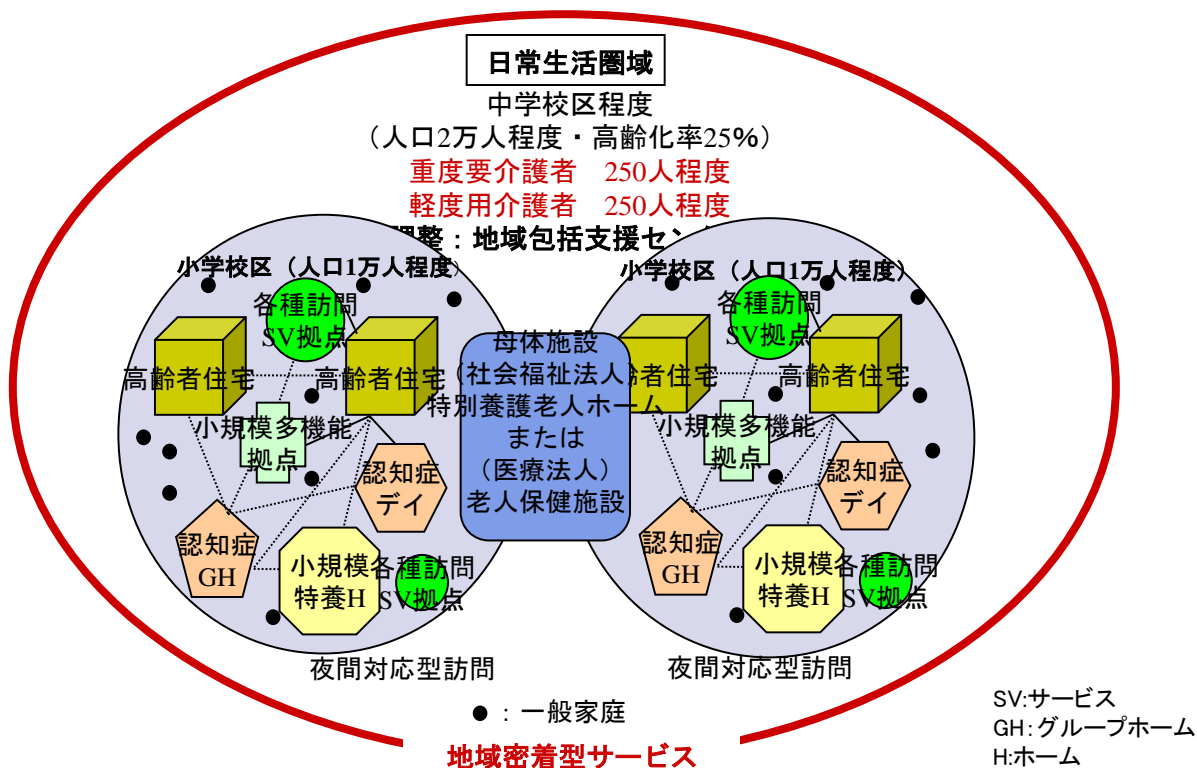 日常生活圏域
中学校区程度
（人口2万人程度・高齢化率25%）
重度要介護者　250人程度
軽度用介護者　250人程度
調整：地域包括支援セン
小学校区（人口1万人程度）
各種訪問
SV拠点
高齢者住宅
高齢者住宅
小規模多機能
拠点
認知症
デイ
認知症
GH
小規模
特養H
各種訪問
SV拠点
夜間対応型訪問
母体施設
（社会福祉法人）
特別養護老人ホーム
または
（医療法人）
老人保健施設
小学校区（人口1万人程度）
各種訪問
SV拠点
齢者住宅
高齢者住宅
小規模多機能
拠点
認知症
デイ
認知症
GH
小規模
特養H
各種訪問
SV拠点
夜間対応型訪問
●：一般家庭
地域密着型サービス
SV:サービス
GH:グループホーム
H:ホーム